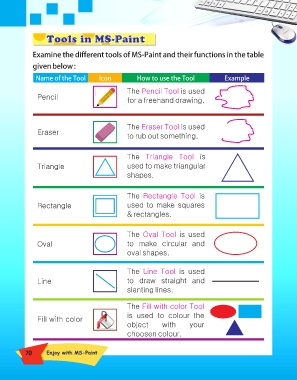 Tools in MS-Paint
Examine the different tools of MS-Paint and their functions in the table
given below :
Name of the Tool Icon How to use the Tool Example
Pencil
The Pencil Tool is used
for a freehand drawing.
Eraser
The Eraser Tool is used
to rub out something.
Triangle
The Triangle Tool is
used to make triangular
shapes.
Rectangle
The Rectangle Tool is
used to make squares
& rectangles.
Oval
The Oval Tool is used
to make circular and
oval shapes.
Line
The Line Tool is used
to draw straight and
slanting lines.
Fill with color
The Fill with color Tool
is used to colour the
object with your
choosen colour.
70 Enjoy with MS-Paint